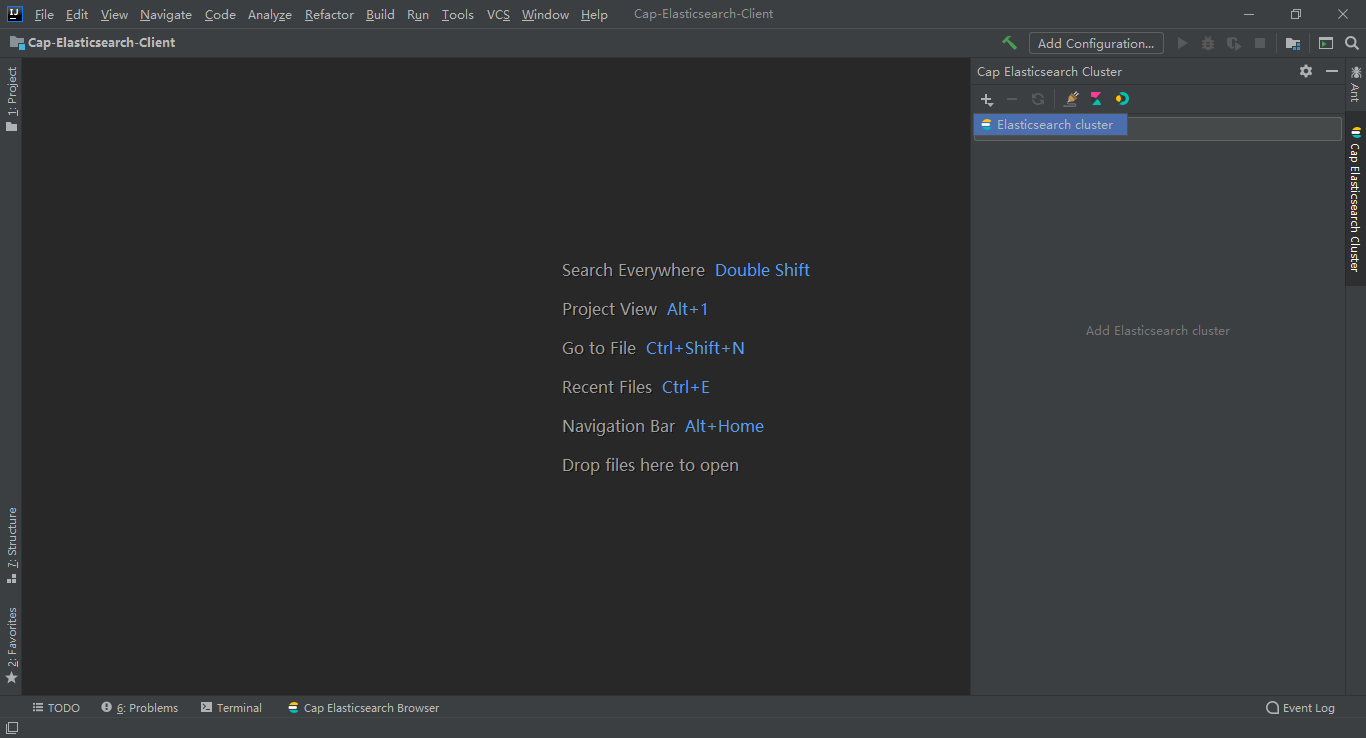 IJ File Edit View Navigate Code Analyze Refactor Build Run Tools VCS Window Help Cap-Elasticsearch-Client
Cap-Elasticsearch-Client Add Configuration...
Cap Elasticsearch Cluster
Elasticsearch cluster
Add Elasticsearch cluster
1: Project
7: Structure
2: Favorites
Search Everywhere Double Shift
Project View Alt+1
Go to File Ctrl+Shift+N
Recent Files Ctrl+E
Navigation Bar Alt+Home
Drop files here to open
Ant
Cap Elasticsearch Cluster
TODO 6: Problems Terminal Cap Elasticsearch Browser Event Log